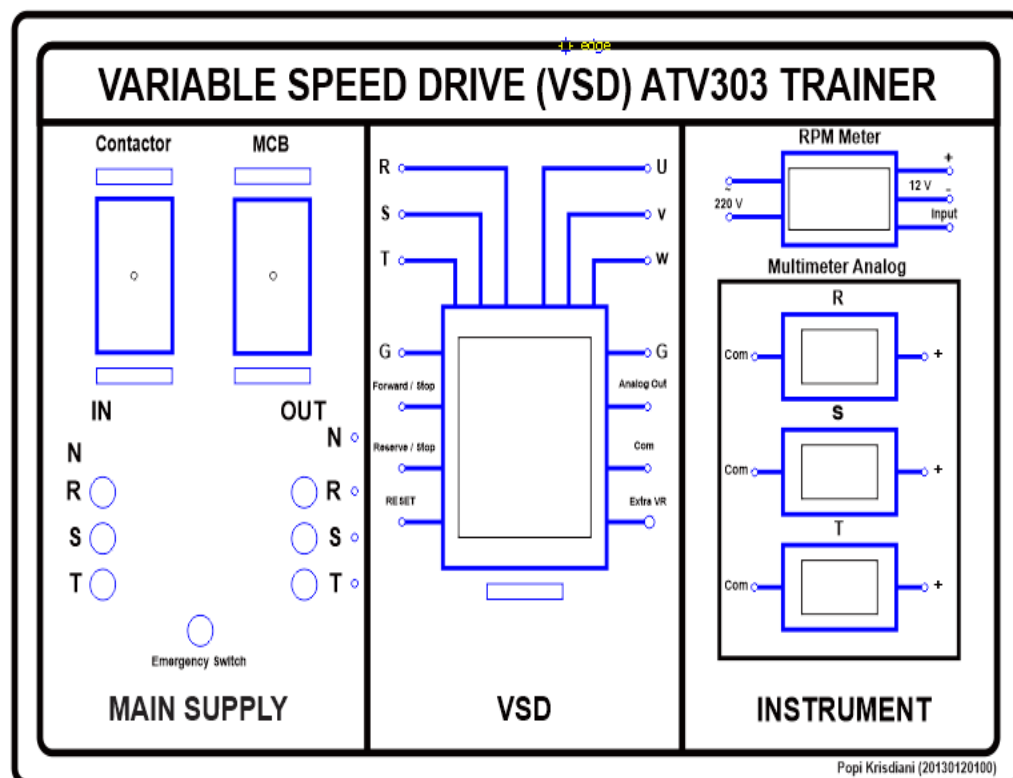 edge
VARIABLE SPEED DRIVE (VSD) ATV303 TRAINER
Contactor
MCB
IN
OUT
N
R
S
T
N
R
S
T
Emergency Switch
MAIN SUPPLY
R
S
T
G
Forward / Stop
Reserve / Stop
RESET
U
V
W
G
Analog Out
Com
Extra VR
VSD
RPM Meter
~
220 V
+
12 V
-
Input
Multimeter Analog
R
Com
+
S
Com
+
T
Com
+
INSTRUMENT
Popi Krisdiani (20130120100)